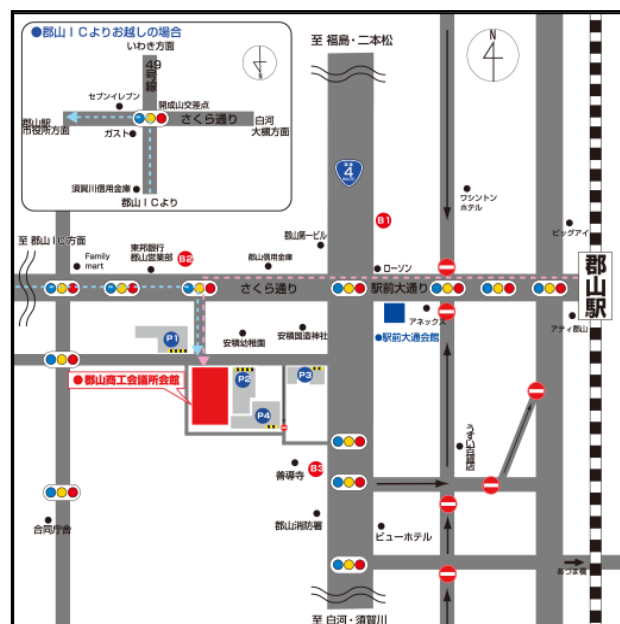 ●郡山ICよりお越しの場合
いわき方面
49号線
セブンイレブン
開成山交差点
郡山駅
市役所方面
さくら通り
白河
大槻方面
ガスト
須賀川信用金庫
郡山ICより
N
至 福島・二本松
N
4
B1
ワシントン
ホテル
ビッグアイ
郡山第一ビル
至 郡山IC方面
Family
mart
東邦銀行
郡山営業部
B2
郡山信用金庫
ローソン
郡山駅
さくら通り
駅前大通り
アネックス
●駅前大通会館
アティ郡山
P1
安積幼稚園
安積国造神社
●郡山商工会議所会館
P2
P3
P4
うすい百貨店
B3
善導寺
合同庁舎
郡山消防署
ビューホテル
あづま橋
至 白河・須賀川